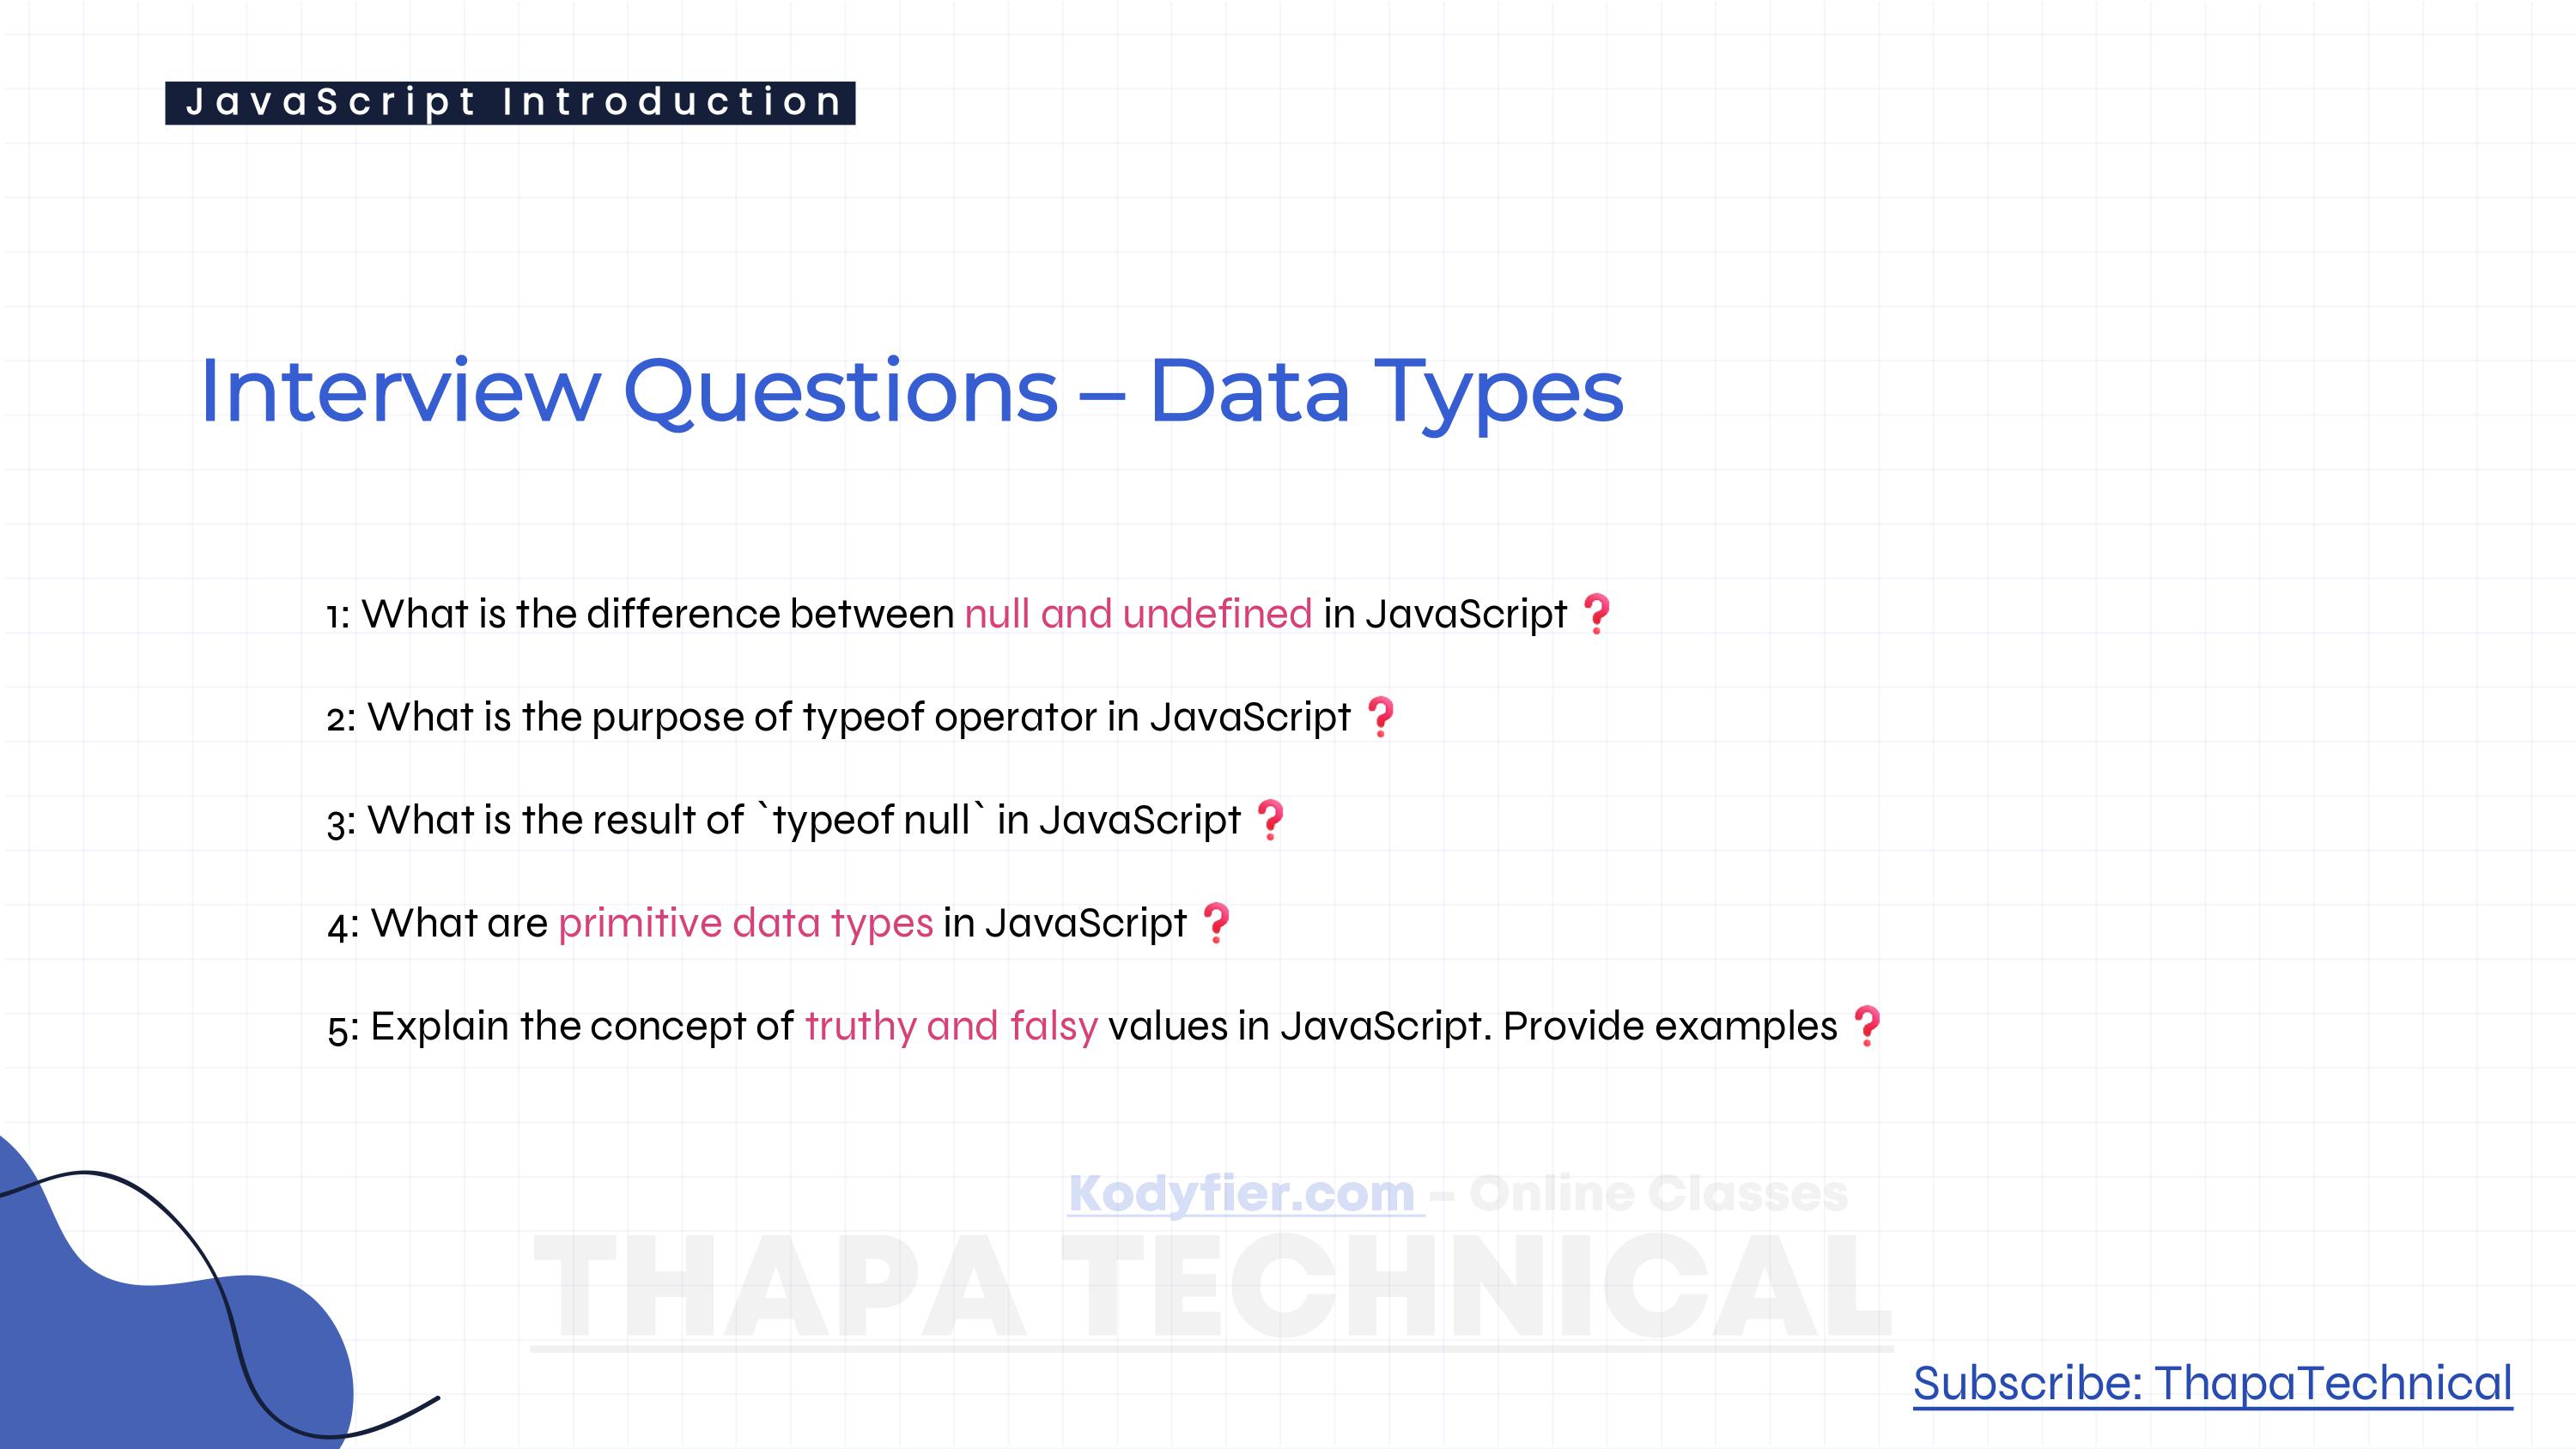 JavaScript Introduction
Interview Questions – Data Types
1: What is the difference between null and undefined in JavaScript ❓
2: What is the purpose of typeof operator in JavaScript ❓
3: What is the result of `typeof null` in JavaScript ❓
4: What are primitive data types in JavaScript ❓
5: Explain the concept of truthy and falsy values in JavaScript. Provide examples ❓
Kodyfier.com - Online Classes
THAPA TECHNICAL
Subscribe: ThapaTechnical